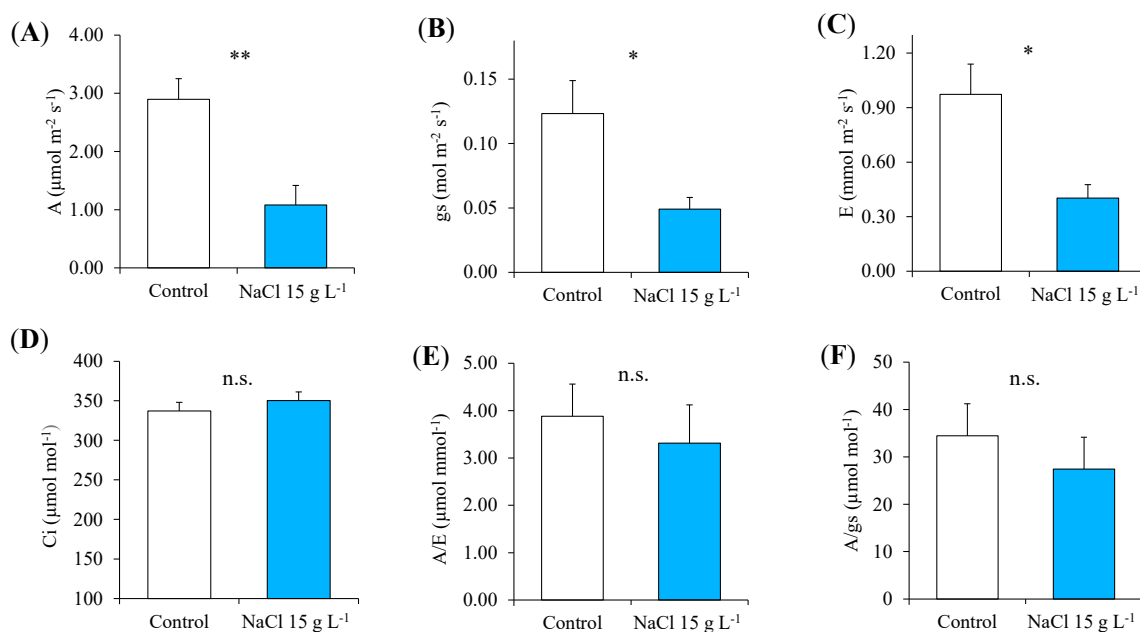 (A)
A (µmol m⁻² s⁻¹)
4.00
3.00
2.00
1.00
0.00
**
Control
NaCl 15 g L⁻¹
(B)
gs (mol m⁻² s⁻¹)
0.15
0.10
0.05
0.00
*
Control
NaCl 15 g L⁻¹
(C)
E (mmol m⁻² s⁻¹)
1.20
0.90
0.60
0.30
0.00
*
Control
NaCl 15 g L⁻¹
(D)
Ci (µmol mol⁻¹)
400
350
300
250
200
150
100
n.s.
Control
NaCl 15 g L⁻¹
(E)
A/E (µmol mmol⁻¹)
5.00
4.00
3.00
2.00
1.00
0.00
n.s.
Control
NaCl 15 g L⁻¹
(F)
A/gs (µmol mol⁻¹)
50
40
30
20
10
0
n.s.
Control
NaCl 15 g L⁻¹